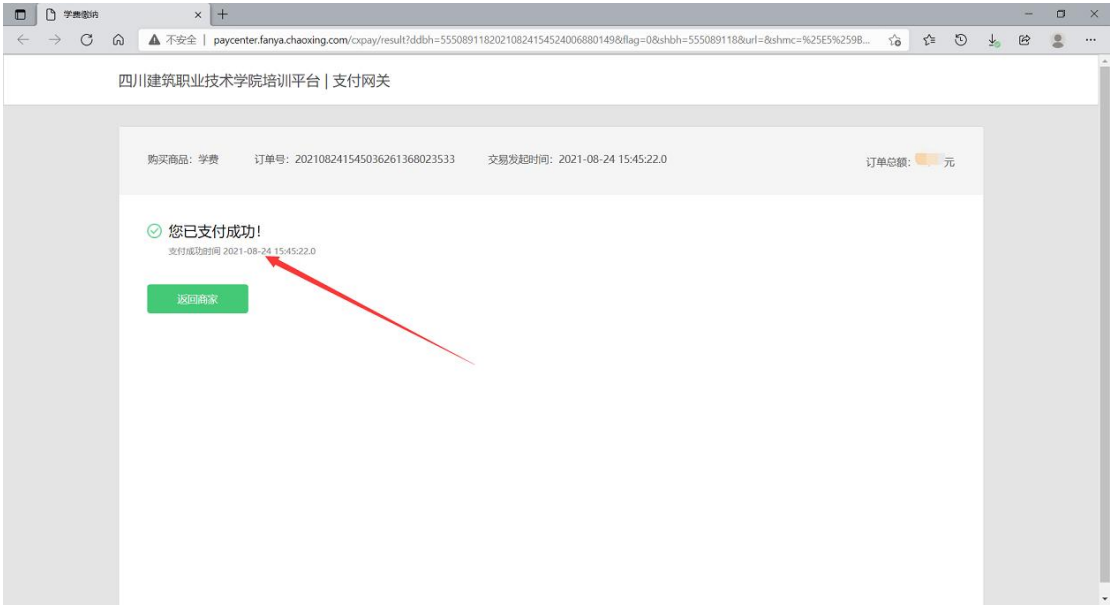 学费缴纳
不安全 | paycenter.fanya.chaoxing.com/cxpay/result?ddbh=55508911820210824154524006880149&flag=0&shbh=555089118&url=&shmc=%25E5%259B...
四川建筑职业技术学院培训平台 | 支付网关
购买商品：学费 订单号：202108241545036261368023533 交易发起时间：2021-08-24 15:45:22.0 订单总额： 元
您已支付成功！
支付成功时间 2021-08-24 15:45:22.0
返回商家